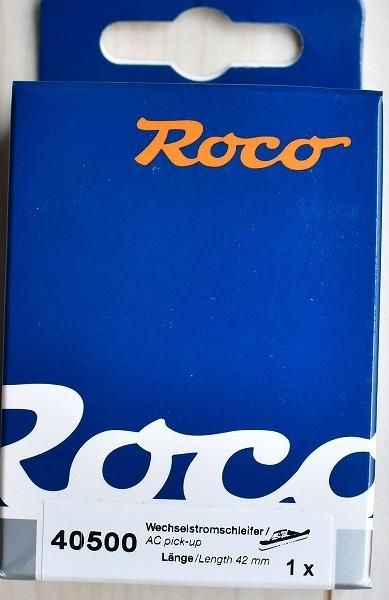 Roco
Roco
40500
Wechselstromschleifer/
AC pick-up
Länge/Length 42 mm
1 x